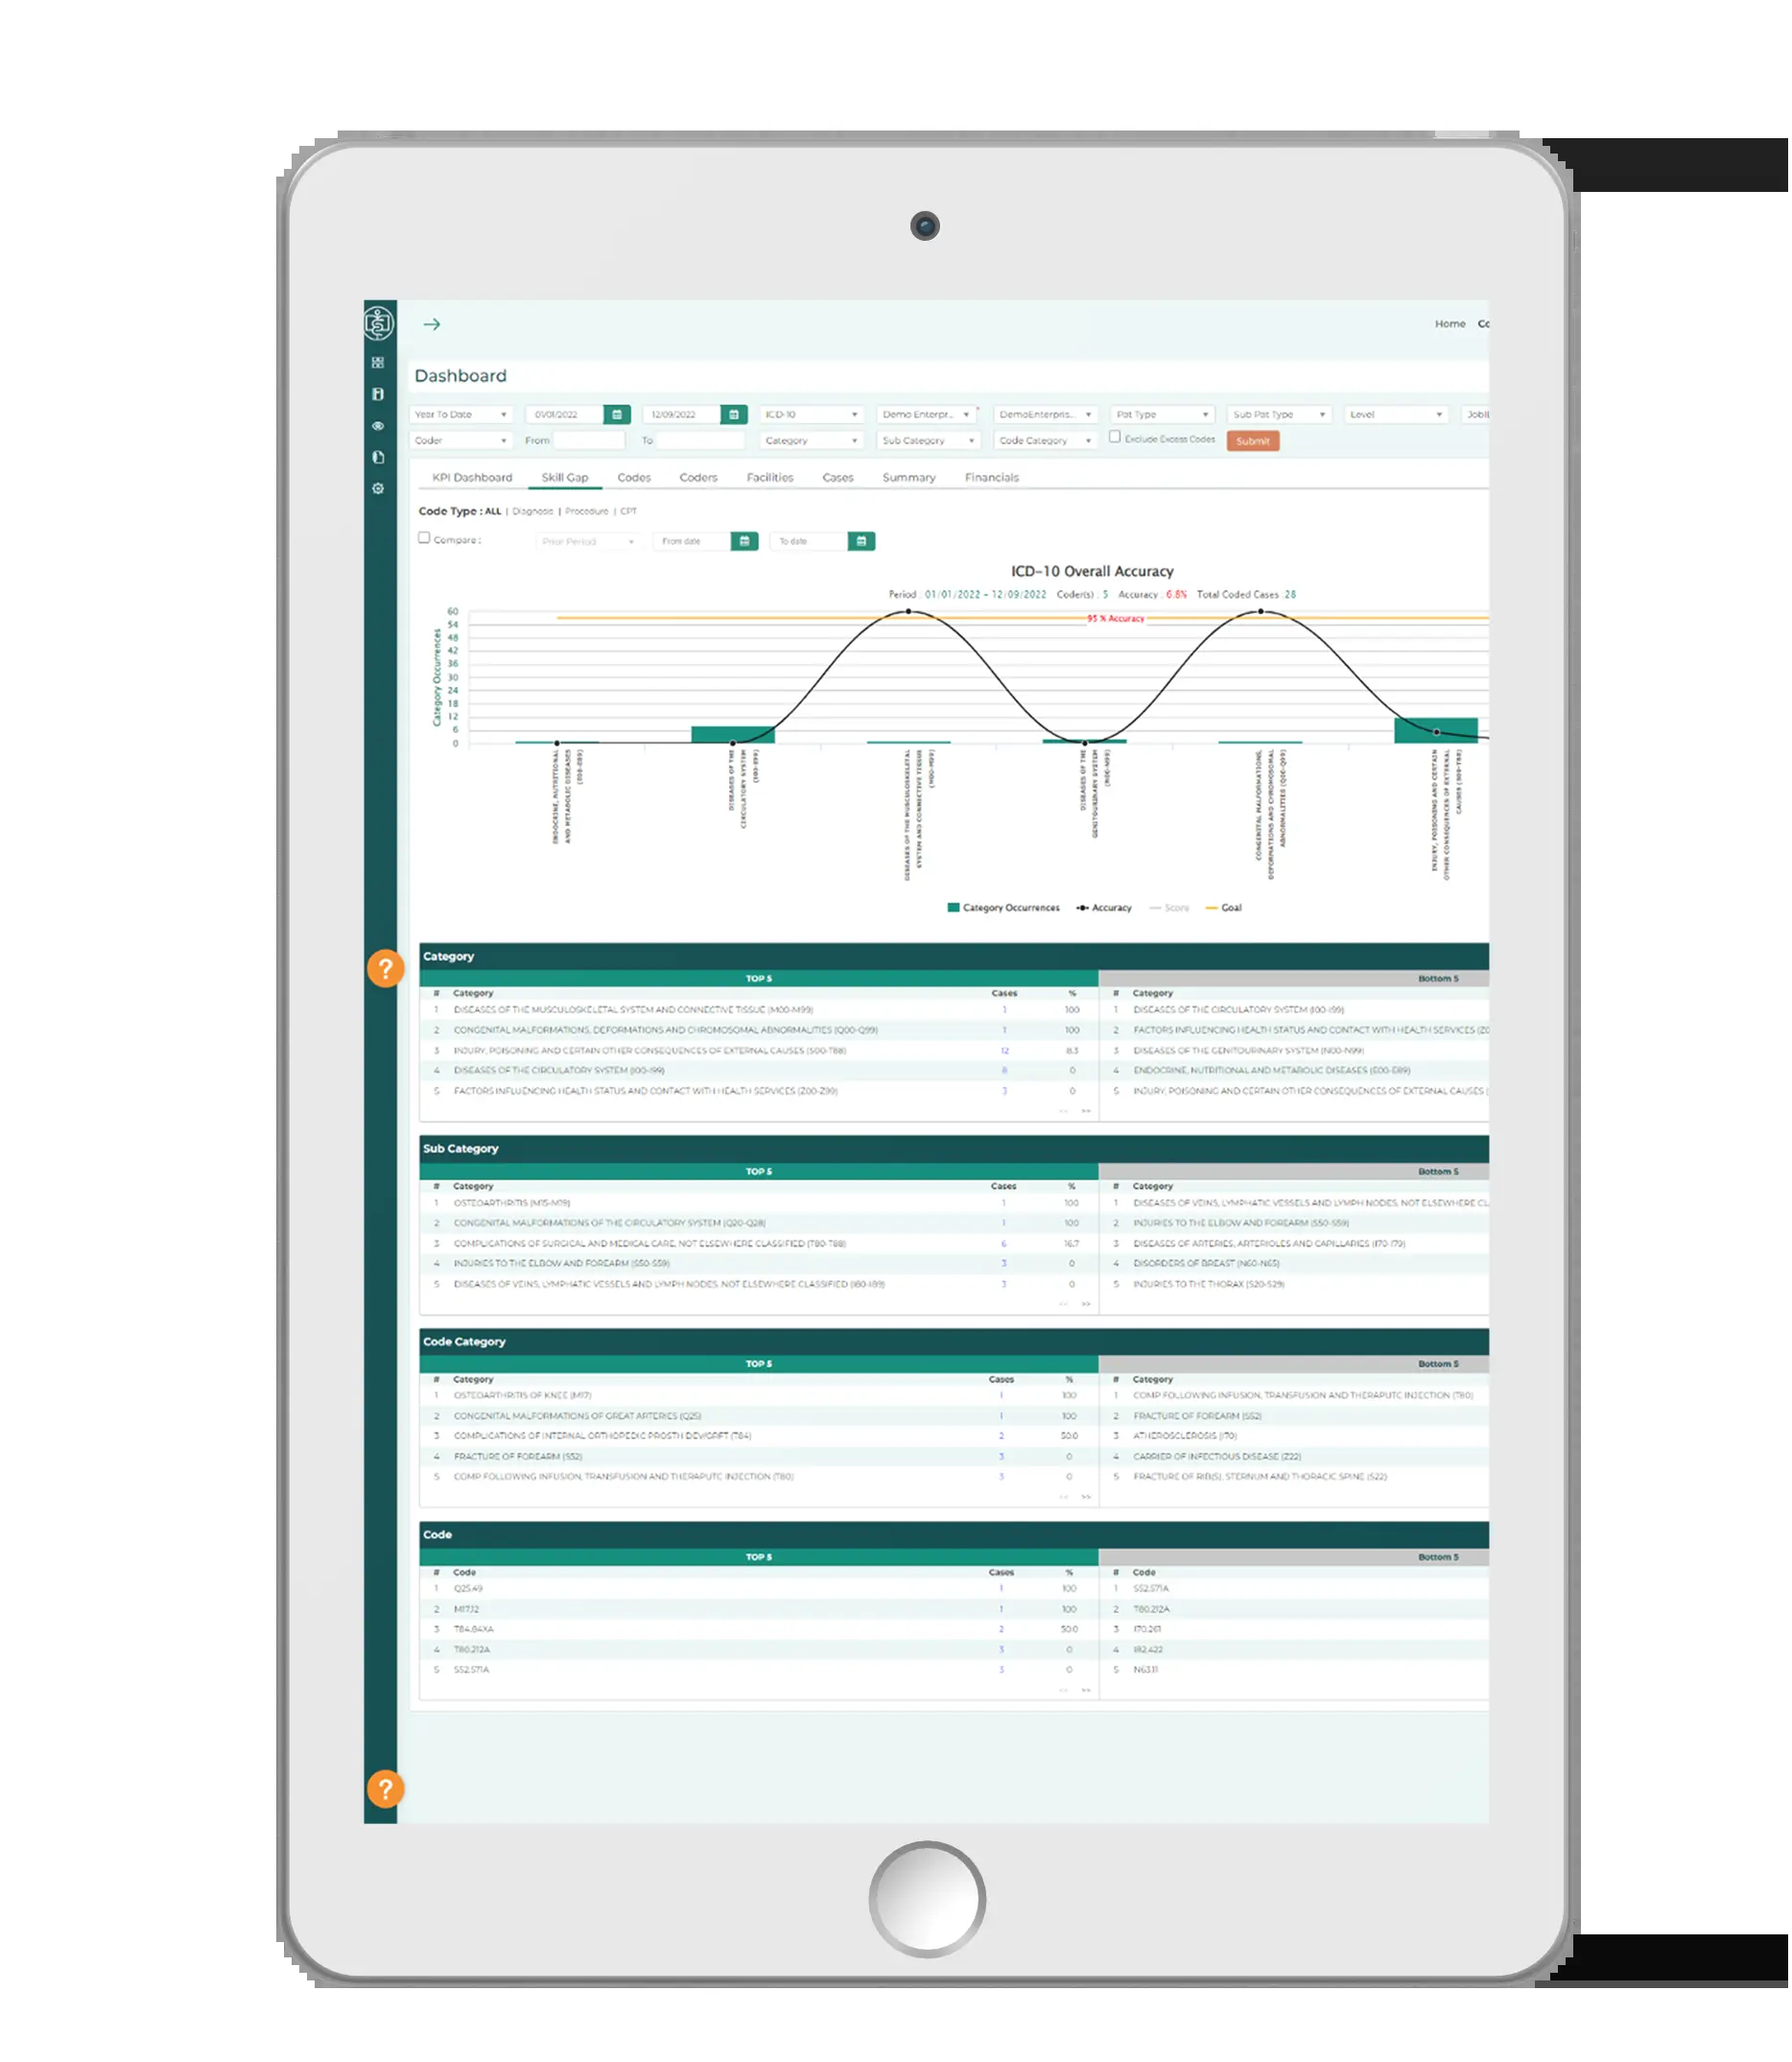 Home Co
Dashboard
Year To Date 01/01/2022 12/09/2022 ICD-10 Demo Enterpr... * DemoEnterpris... Pat Type Sub Pat Type Level
Coder From To Category Sub Category Code Category Exclude Excess Codes Submit
KPI Dashboard Skill Gap Codes Coders Facilities Cases Summary Financials
Code Type : ALL | Diagnosis | Procedure | CPT
Compare : Prior Period From date To date
ICD-10 Overall Accuracy
Period : 01/01/2022 - 12/09/2022 Coder(s) : 5 Accuracy : 6.8% Total Coded Cases :28
Category Occurrences
60
54
48
42
36
30
24
18
12
6
0
95 % Accuracy
ENDOCRINE, NUTRITIONAL
AND METABOLIC DISEASES
(E00-E89)
DISEASES OF THE
CIRCULATORY SYSTEM
(I00-I99)
DISEASES OF THE MUSCULOSKELETAL
SYSTEM AND CONNECTIVE TISSUE
(M00-M99)
DISEASES OF THE
GENITOURINARY SYSTEM
(N00-N99)
CONGENITAL MALFORMATIONS,
DEFORMATIONS AND CHROMOSOMAL
ABNORMALITIES (Q00-Q99)
INJURY, POISONING AND CERTAIN
OTHER CONSEQUENCES OF EXTERNAL
CAUSES (S00-T88)
Category Occurrences Accuracy Score Goal
Category
TOP 5 Bottom 5
# Category Cases % # Category
1 DISEASES OF THE MUSCULOSKELETAL SYSTEM AND CONNECTIVE TISSUE (M00-M99) 1 100 1 DISEASES OF THE CIRCULATORY SYSTEM (I00-I99)
2 CONGENITAL MALFORMATIONS, DEFORMATIONS AND CHROMOSOMAL ABNORMALITIES (Q00-Q99) 1 100 2 FACTORS INFLUENCING HEALTH STATUS AND CONTACT WITH HEALTH SERVICES (Z0
3 INJURY, POISONING AND CERTAIN OTHER CONSEQUENCES OF EXTERNAL CAUSES (S00-T88) 12 8.3 3 DISEASES OF THE GENITOURINARY SYSTEM (N00-N99)
4 DISEASES OF THE CIRCULATORY SYSTEM (I00-I99) 8 0 4 ENDOCRINE, NUTRITIONAL AND METABOLIC DISEASES (E00-E89)
5 FACTORS INFLUENCING HEALTH STATUS AND CONTACT WITH HEALTH SERVICES (Z00-Z99) 3 0 5 INJURY, POISONING AND CERTAIN OTHER CONSEQUENCES OF EXTERNAL CAUSES (
<< >>
Sub Category
TOP 5 Bottom 5
# Category Cases % # Category
1 OSTEOARTHRITIS (M15-M19) 1 100 1 DISEASES OF VEINS, LYMPHATIC VESSELS AND LYMPH NODES, NOT ELSEWHERE CL
2 CONGENITAL MALFORMATIONS OF THE CIRCULATORY SYSTEM (Q20-Q28) 1 100 2 INJURIES TO THE ELBOW AND FOREARM (S50-S59)
3 COMPLICATIONS OF SURGICAL AND MEDICAL CARE, NOT ELSEWHERE CLASSIFIED (T80-T88) 6 16.7 3 DISEASES OF ARTERIES, ARTERIOLES AND CAPILLARIES (I70-I79)
4 INJURIES TO THE ELBOW AND FOREARM (S50-S59) 3 0 4 DISORDERS OF BREAST (N60-N65)
5 DISEASES OF VEINS, LYMPHATIC VESSELS AND LYMPH NODES, NOT ELSEWHERE CLASSIFIED (I80-I89) 3 0 5 INJURIES TO THE THORAX (S20-S29)
<< >>
Code Category
TOP 5 Bottom 5
# Category Cases % # Category
1 OSTEOARTHRITIS OF KNEE (M17) 1 100 1 COMP FOLLOWING INFUSION, TRANSFUSION AND THERAPUTC INJECTION (T80)
2 CONGENITAL MALFORMATIONS OF GREAT ARTERIES (Q25) 1 100 2 FRACTURE OF FOREARM (S52)
3 COMPLICATIONS OF INTERNAL ORTHOPEDIC PROSTH DEV/GRFT (T84) 2 50.0 3 ATHEROSCLEROSIS (I70)
4 FRACTURE OF FOREARM (S52) 3 0 4 CARRIER OF INFECTIOUS DISEASE (Z22)
5 COMP FOLLOWING INFUSION, TRANSFUSION AND THERAPUTC INJECTION (T80) 3 0 5 FRACTURE OF RIB(S), STERNUM AND THORACIC SPINE (S22)
<< >>
Code
TOP 5 Bottom 5
# Code Cases % # Code
1 Q25.49 1 100 1 S52.571A
2 M17.12 1 100 2 T80.212A
3 T84.84XA 2 50.0 3 I70.261
4 T80.212A 3 0 4 I82.422
5 S52.571A 3 0 5 N63.11
<< >>
?
?